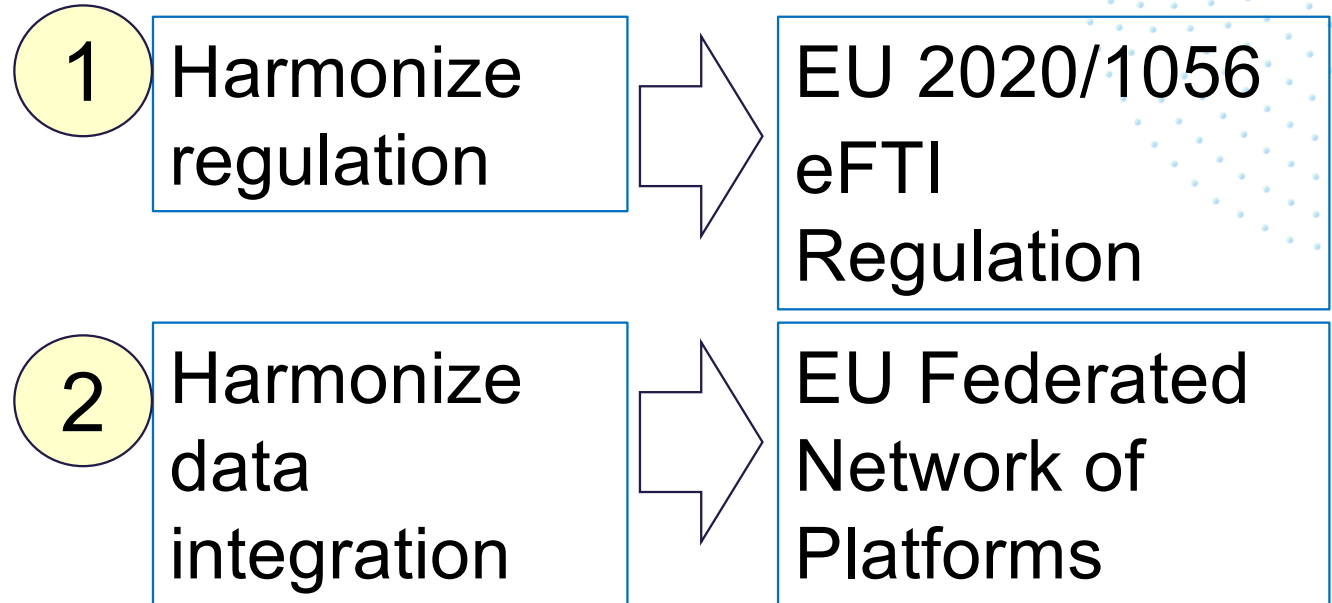 1
Harmonize
regulation
EU 2020/1056
eFTI
Regulation
2
Harmonize
data
integration
EU Federated
Network of
Platforms